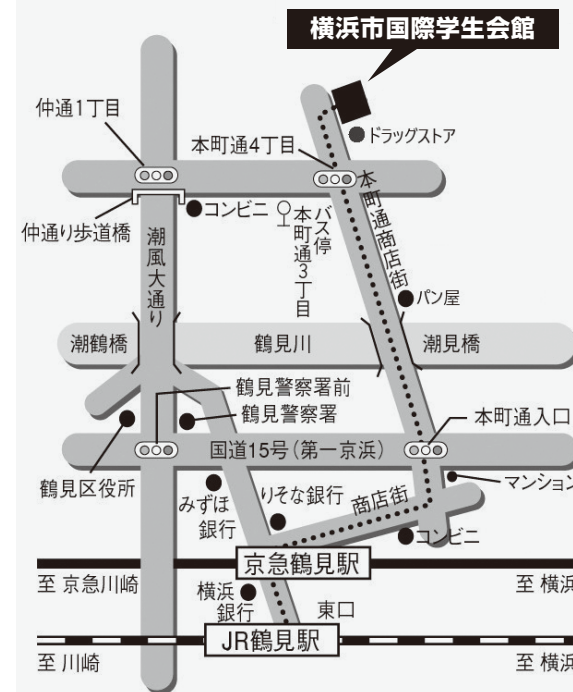 横浜市国際学生会館
仲通1丁目
本町通4丁目
ドラッグストア
本町通商店街
コンビニ
仲通り歩道橋
潮風大通り
バス停
本町通3丁目
パン屋
潮鶴橋
鶴見川
潮見橋
鶴見警察署前
鶴見警察署
本町通入口
国道15号(第一京浜)
鶴見区役所
みずほ
銀行
りそな銀行
商店街
マンション
コンビニ
京急鶴見駅
至 京急川崎
至 横浜
横浜
銀行
東口
JR鶴見駅
至 川崎
至 横浜